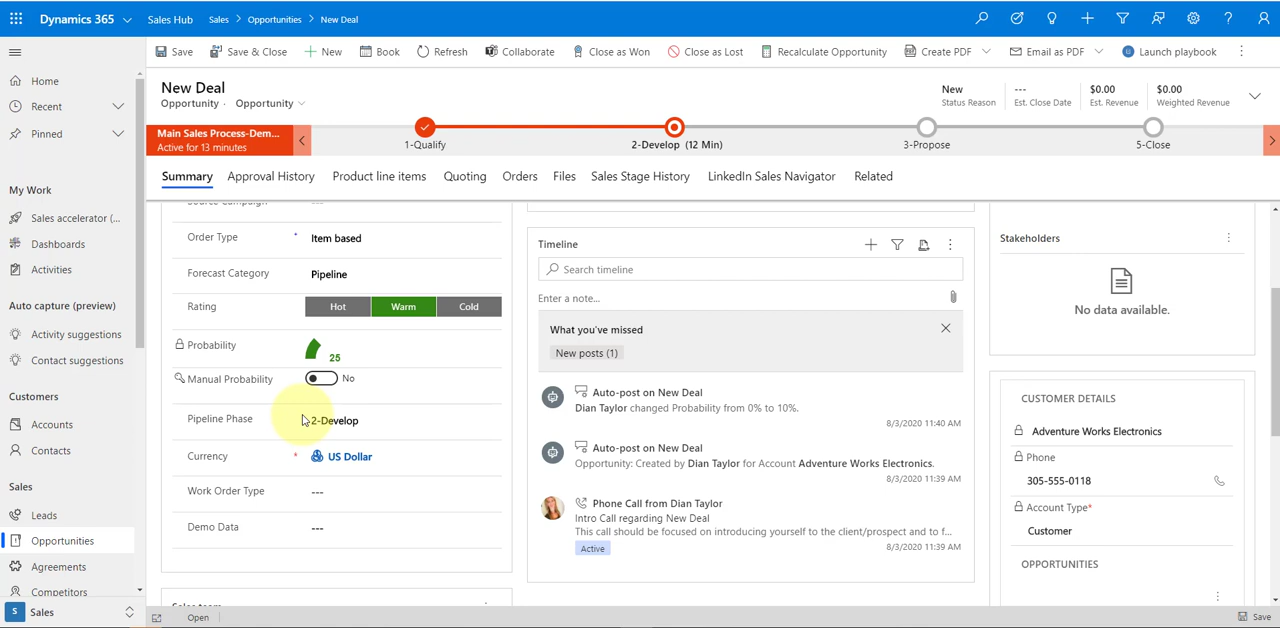 Dynamics 365
Sales Hub
Sales > Opportunities > New Deal
Save
Save & Close
New
Book
Refresh
Collaborate
Close as Won
Close as Lost
Recalculate Opportunity
Create PDF
Email as PDF
Launch playbook
Home
Recent
Pinned
My Work
Sales accelerator (...
Dashboards
Activities
Auto capture (preview)
Activity suggestions
Contact suggestions
Customers
Accounts
Contacts
Sales
Leads
Opportunities
Agreements
Competitors
S Sales
New Deal
Opportunity · Opportunity
New
Status Reason
---
Est. Close Date
$0.00
Est. Revenue
$0.00
Weighted Revenue
Main Sales Process-Dem...
Active for 13 minutes
1-Qualify
2-Develop (12 Min)
3-Propose
5-Close
Summary
Approval History
Product line items
Quoting
Orders
Files
Sales Stage History
LinkedIn Sales Navigator
Related
Source Campaign ---
Order Type * Item based
Forecast Category Pipeline
Rating Hot Warm Cold
Probability 25
Manual Probability No
Pipeline Phase 2-Develop
Currency * US Dollar
Work Order Type ---
Demo Data ---
Sales team
Timeline
Search timeline
Enter a note...
What you've missed
New posts (1)
Auto-post on New Deal
Dian Taylor changed Probability from 0% to 10%.
8/3/2020 11:40 AM
Auto-post on New Deal
Opportunity: Created by Dian Taylor for Account Adventure Works Electronics.
8/3/2020 11:39 AM
Phone Call from Dian Taylor
Intro Call regarding New Deal
This call should be focused on introducing yourself to the client/prospect and to f...
Active
8/3/2020 11:39 AM
Stakeholders
No data available.
CUSTOMER DETAILS
Adventure Works Electronics
Phone
305-555-0118
Account Type*
Customer
OPPORTUNITIES
Open
Save